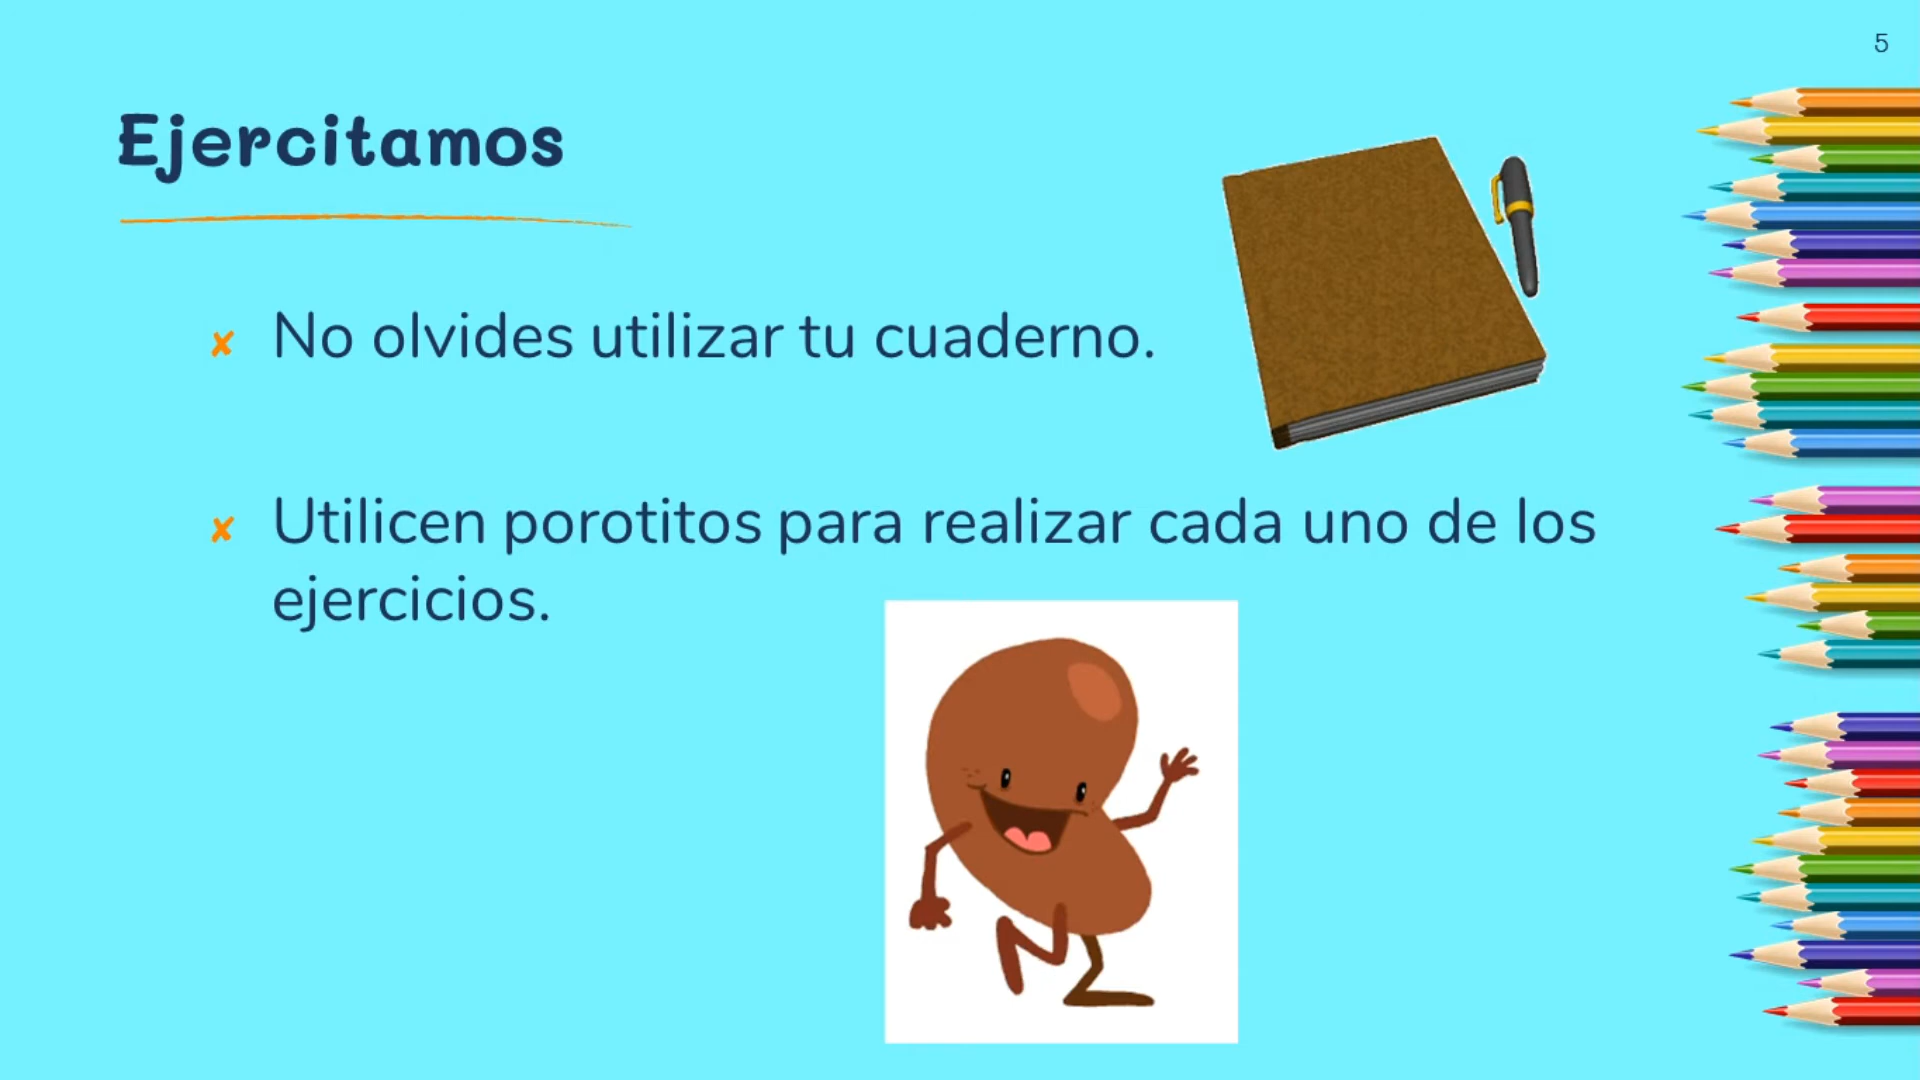 5
Ejercitamos
✘ No olvides utilizar tu cuaderno.
✘ Utilicen porotitos para realizar cada uno de los
ejercicios.